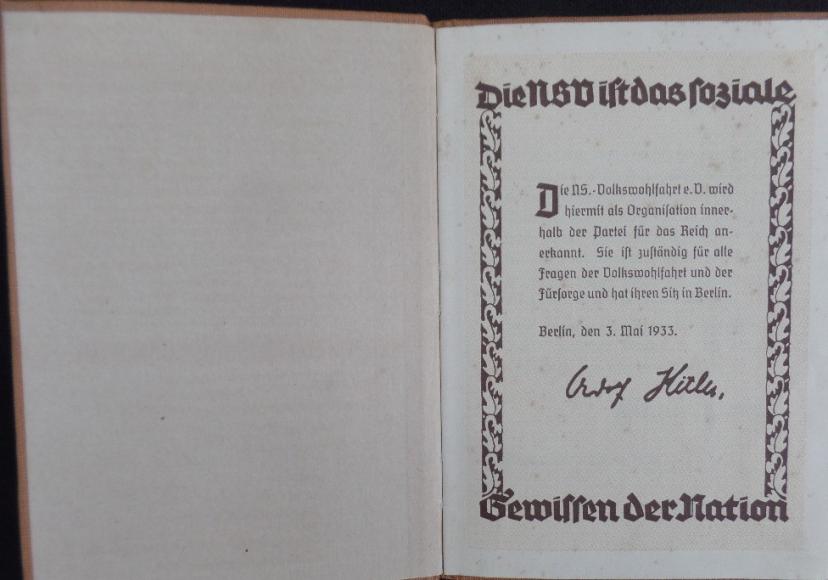 Die NSV ist das soziale
Die NS.-Volkswohlfahrt e.V. wird
hiermit als Organisation inner-
halb der Partei für das Reich an-
erkannt. Sie ist zuständig für alle
Fragen der Volkswohlfahrt und der
Fürsorge und hat ihren Sitz in Berlin.
Berlin, den 3. Mai 1933.
Adolf Hitler.
Gewissen der Nation